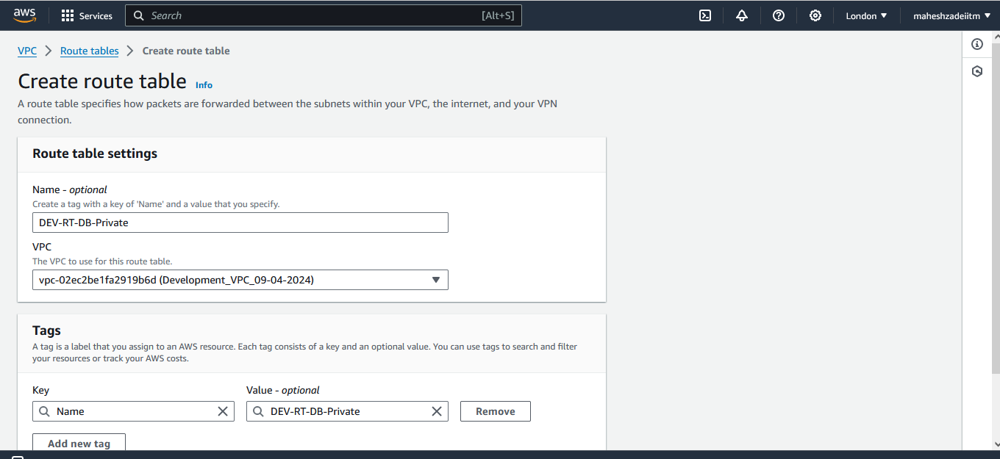 aws
Services
Search
[Alt+S]
London
maheshzadeiitm
VPC
Route tables
Create route table
Create route table
Info
A route table specifies how packets are forwarded between the subnets within your VPC, the internet, and your VPN
connection.
Route table settings
Name - optional
Create a tag with a key of 'Name' and a value that you specify.
DEV-RT-DB-Private
VPC
The VPC to use for this route table.
vpc-02ec2be1fa2919b6d (Development_VPC_09-04-2024)
Tags
A tag is a label that you assign to an AWS resource. Each tag consists of a key and an optional value. You can use tags to search and filter
your resources or track your AWS costs.
Key
Value - optional
Name
DEV-RT-DB-Private
Remove
Add new tag